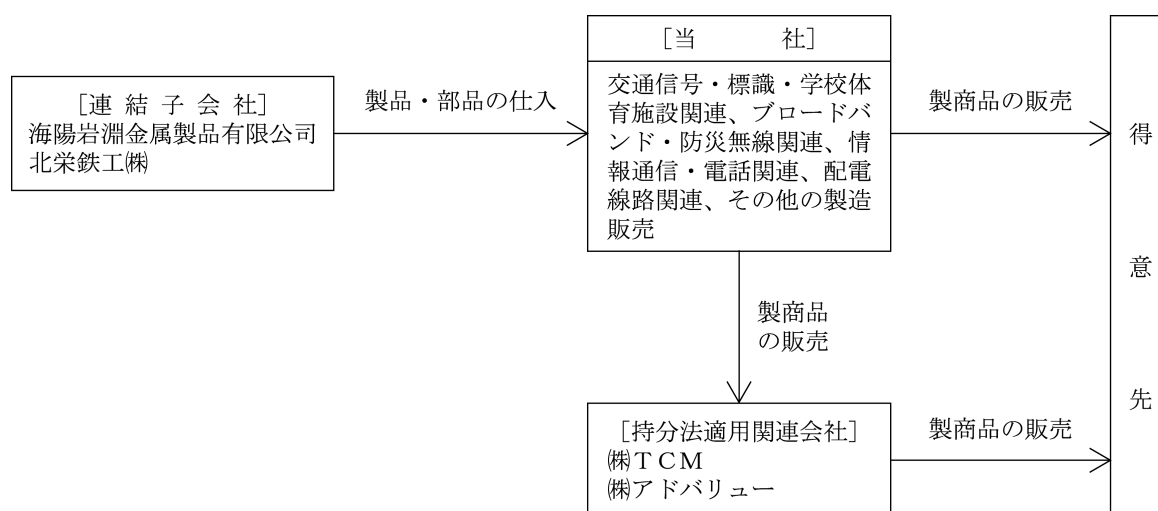 ［連 結 子 会 社］
海陽岩淵金属製品有限公司
北栄鉄工㈱
製品・部品の仕入
［当　　　社］
交通信号・標識・学校体
育施設関連、ブロードバ
ンド・防災無線関連、情
報通信・電話関連、配電
線路関連、その他の製造
販売
製商品の販売
製商品
の販売
［持分法適用関連会社］
㈱ＴＣＭ
㈱アドバリュー
製商品の販売
得
意
先